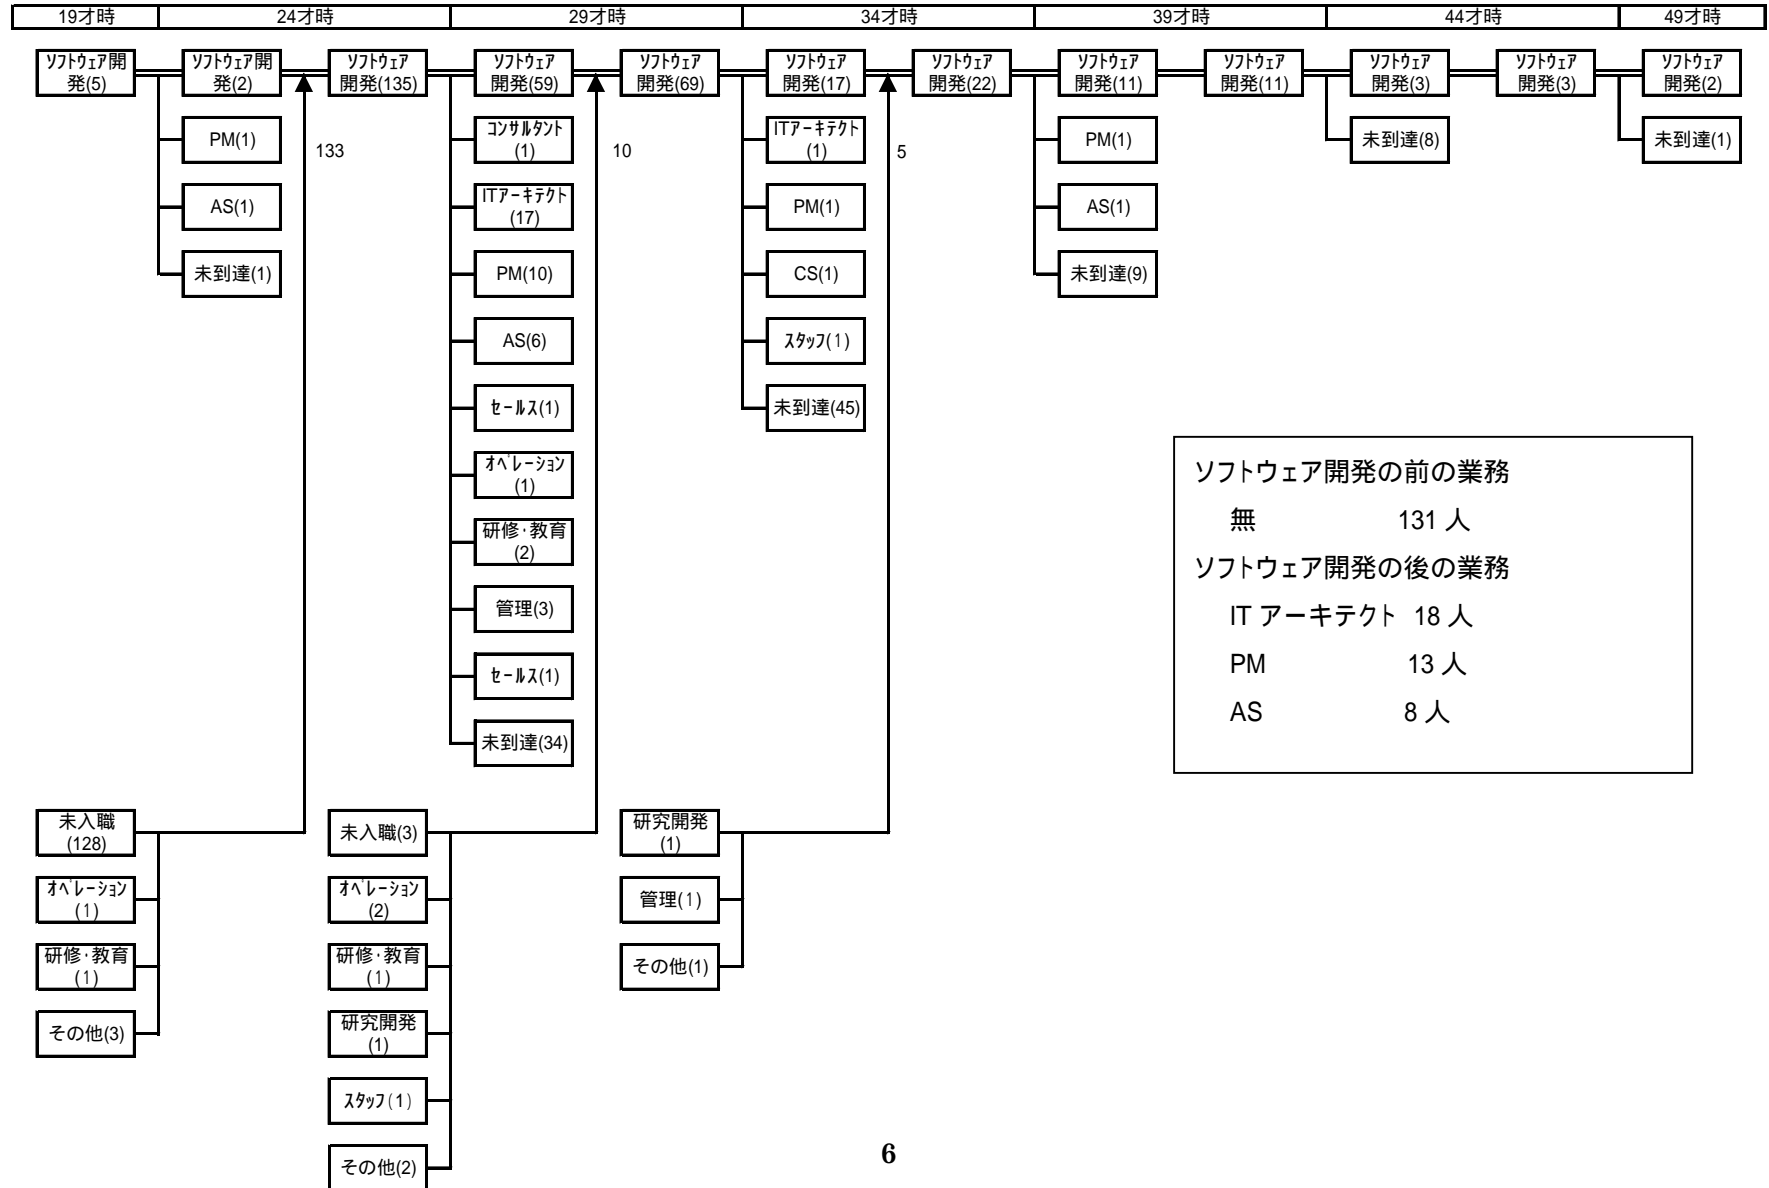 19才時 24才時 29才時 34才時 39才時 44才時 49才時
ｿﾌﾄｳｪｱ開
発(5)
ｿﾌﾄｳｪｱ開
発(2)
ｿﾌﾄｳｪｱ
開発(135)
ｿﾌﾄｳｪｱ
開発(59)
ｿﾌﾄｳｪｱ
開発(69)
ｿﾌﾄｳｪｱ
開発(17)
ｿﾌﾄｳｪｱ
開発(22)
ｿﾌﾄｳｪｱ
開発(11)
ｿﾌﾄｳｪｱ
開発(11)
ｿﾌﾄｳｪｱ
開発(3)
ｿﾌﾄｳｪｱ
開発(3)
ｿﾌﾄｳｪｱ
開発(2)
PM(1)
AS(1)
未到達(1)
133
ｺﾝｻﾙﾀﾝﾄ
(1)
ITｱｰｷﾃｸﾄ
(17)
PM(10)
AS(6)
ｾｰﾙｽ(1)
ｵﾍﾟﾚｰｼｮﾝ
(1)
研修･教育
(2)
管理(3)
ｾｰﾙｽ(1)
未到達(34)
10
ITｱｰｷﾃｸﾄ
(1)
PM(1)
CS(1)
ｽﾀｯﾌ(1)
未到達(45)
5
PM(1)
AS(1)
未到達(9)
未到達(8)
未到達(1)
ソフトウェア開発の前の業務
無 131 人
ソフトウェア開発の後の業務
IT アーキテクト 18 人
PM 13 人
AS 8 人
未入職
(128)
ｵﾍﾟﾚｰｼｮﾝ
(1)
研修･教育
(1)
その他(3)
未入職(3)
ｵﾍﾟﾚｰｼｮﾝ
(2)
研修･教育
(1)
研究開発
(1)
ｽﾀｯﾌ(1)
その他(2)
研究開発
(1)
管理(1)
その他(1)
6